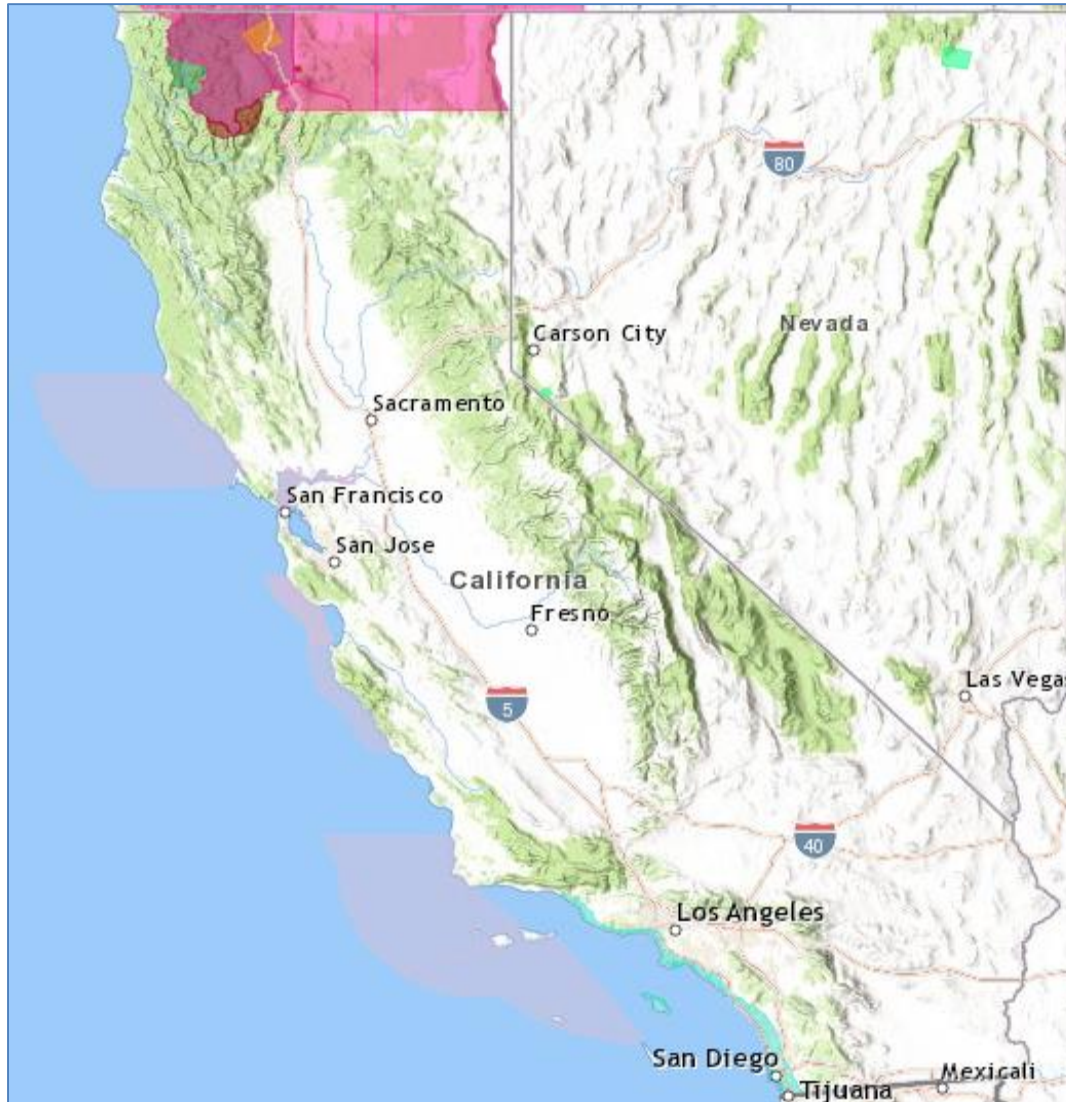 80
Carson City
Nevada
Sacramento
San Francisco
San Jose
California
Fresno
Las Vegas
5
40
Los Angeles
San Diego
Mexicali
Tijuana